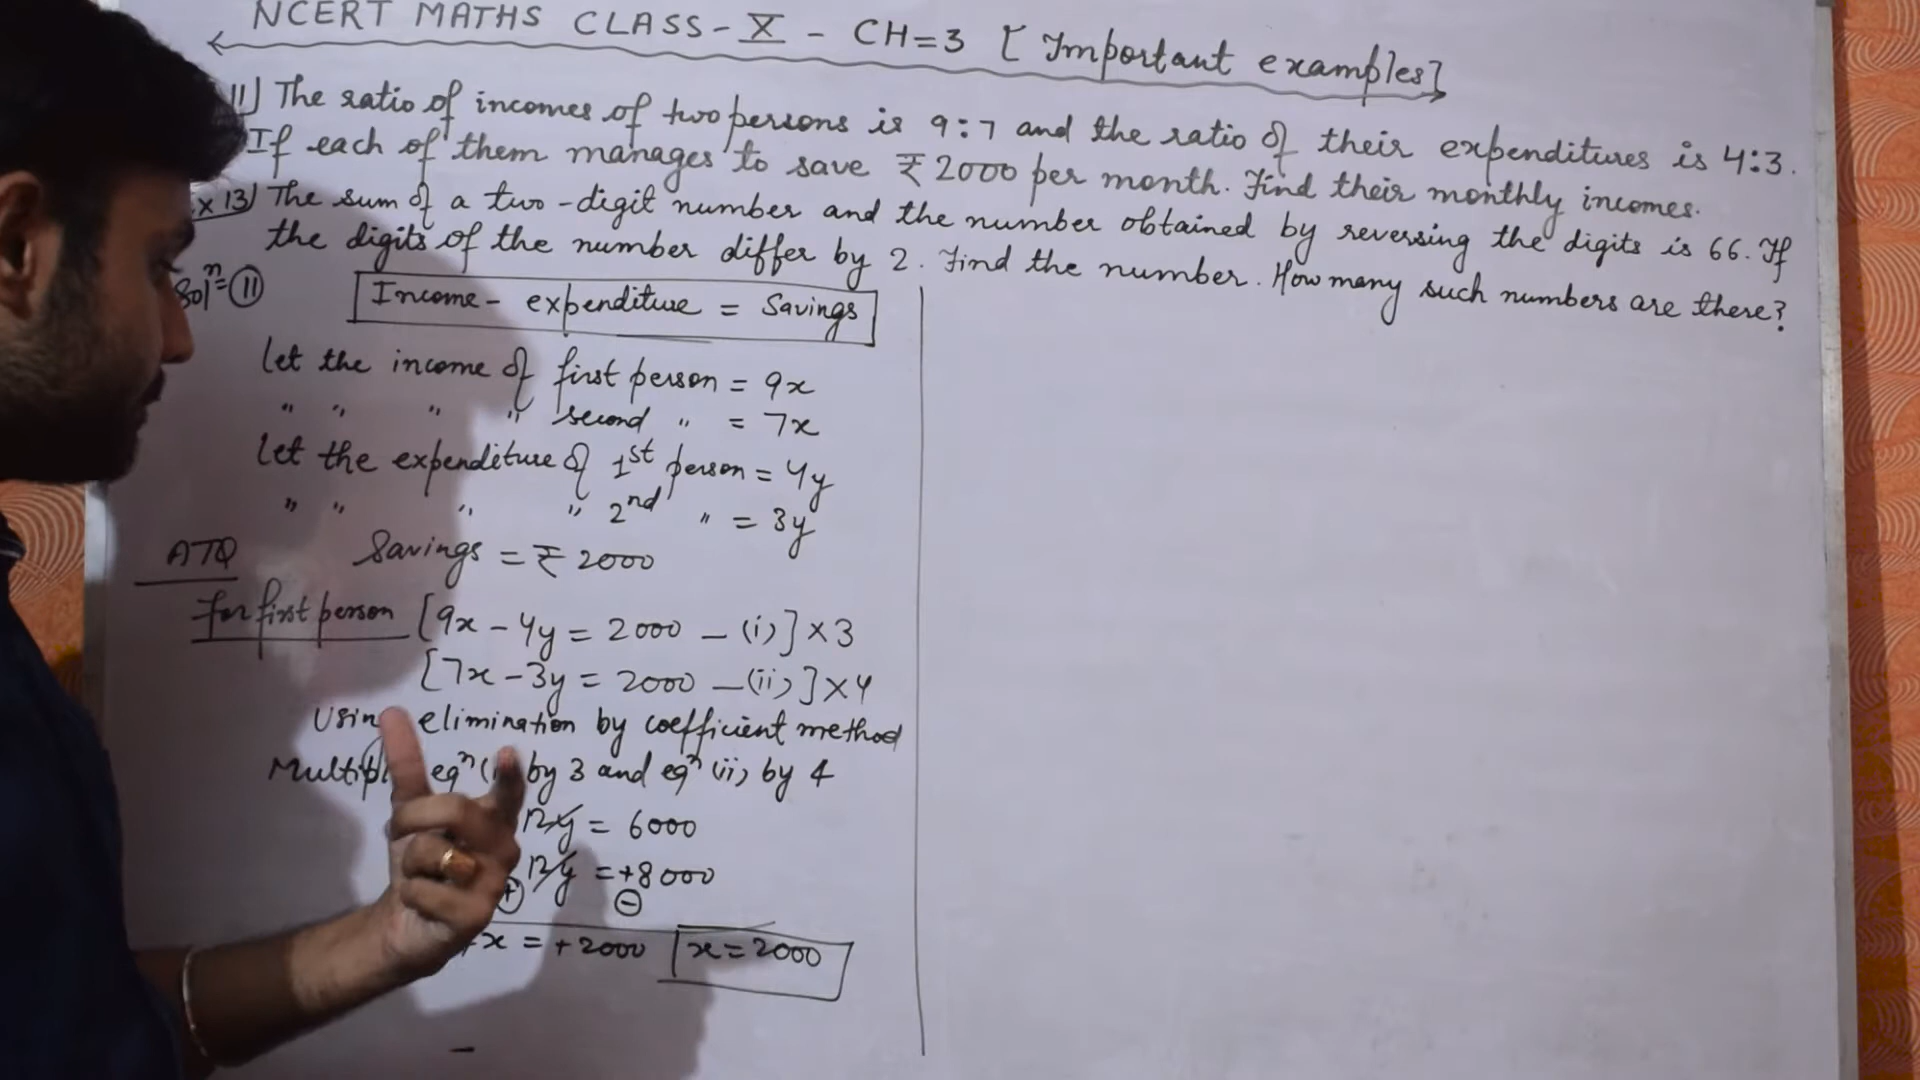 NCERT MATHS CLASS-X - CH=3 [Important examples]
11) The ratio of incomes of two persons is 9:7 and the ratio of their expenditures is 4:3.
If each of them manages to save ₹2000 per month. Find their monthly incomes.
x 13) The sum of a two-digit number and the number obtained by reversing the digits is 66. If
the digits of the number differ by 2. Find the number. How many such numbers are there?
Solⁿ= 11
Income - expenditure = Savings
Let the income of first person = 9x
" " " " second " = 7x
Let the expenditure of 1st person = 4y
" " " " 2nd " = 3y
ATQ Savings = ₹ 2000
For first person [9x - 4y = 2000 - (i)] × 3
[7x - 3y = 2000 - (ii)] × 4
Using elimination by coefficient method
eqⁿ by 3 and eqⁿ (ii) by 4
12y = 6000
12y = +8000
+ −
x = +2000 x = 2000